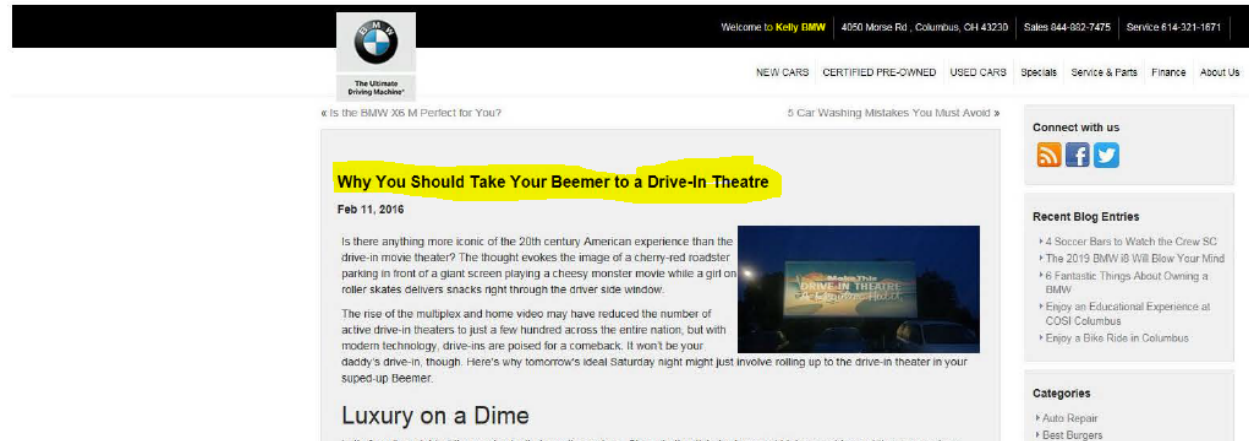 BMW
The Ultimate
Driving Machine®
Welcome to Kelly BMW
4050 Morse Rd , Columbus, OH 43230
Sales 844-882-7475
Service 614-321-1671
NEW CARS
CERTIFIED PRE-OWNED
USED CARS
Specials
Service & Parts
Finance
About Us
« Is the BMW X6 M Perfect for You?
5 Car Washing Mistakes You Must Avoid »
Why You Should Take Your Beemer to a Drive-In Theatre
Feb 11, 2016
Is there anything more iconic of the 20th century American experience than the
drive-in movie theater? The thought evokes the image of a cherry-red roadster
parking in front of a giant screen playing a cheesy monster movie while a girl on
roller skates delivers snacks right through the driver side window.
The rise of the multiplex and home video may have reduced the number of
active drive-in theaters to just a few hundred across the entire nation, but with
modern technology, drive-ins are poised for a comeback. It won't be your
daddy's drive-in, though. Here's why tomorrow's ideal Saturday night might just involve rolling up to the drive-in theater in your
suped-up Beemer.
Make This
DRIVE-IN THEATRE
A Regular Habit
Luxury on a Dime
Connect with us
Recent Blog Entries
4 Soccer Bars to Watch the Crew SC
The 2019 BMW i8 Will Blow Your Mind
6 Fantastic Things About Owning a
BMW
Enjoy an Educational Experience at
COSI Columbus
Enjoy a Bike Ride in Columbus
Categories
Auto Repair
Best Burgers